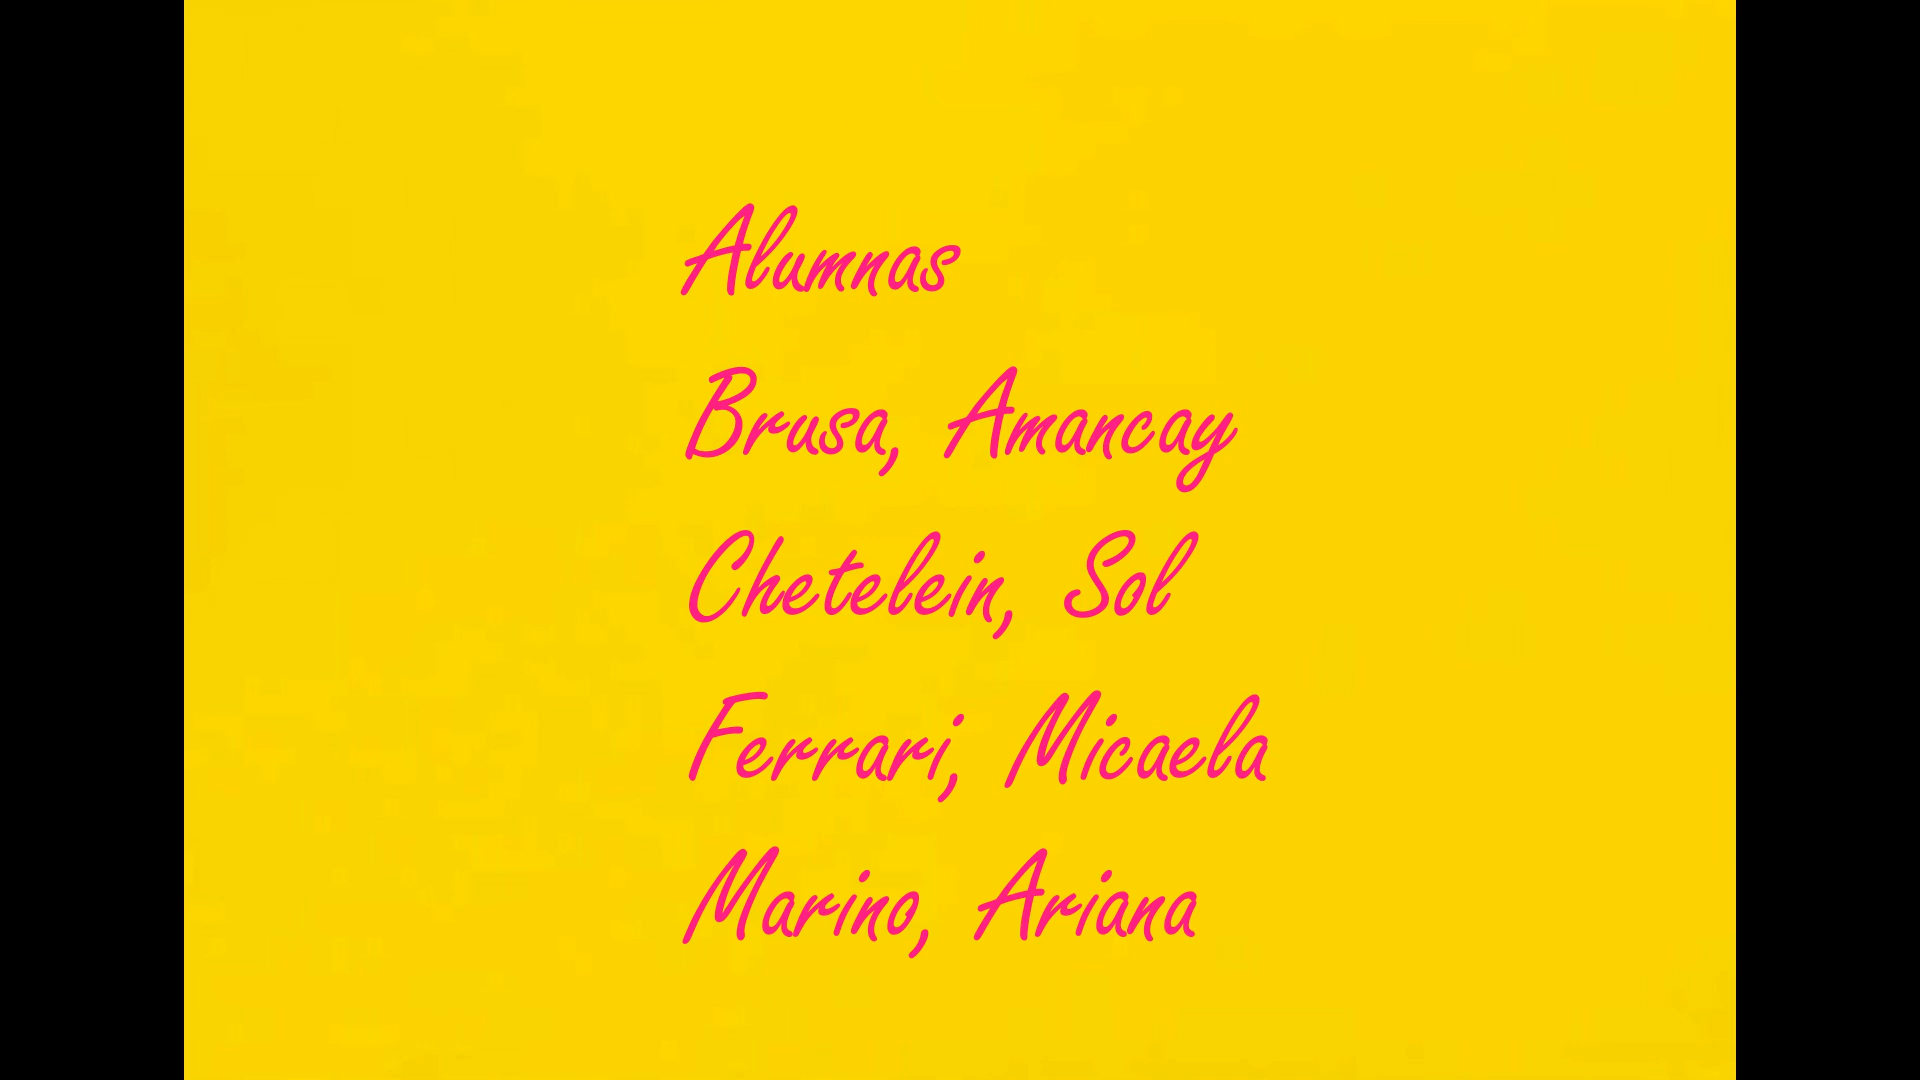 Alumnas
Brusa, Amancay
Chetelein, Sol
Ferrari, Micaela
Marino, Ariana